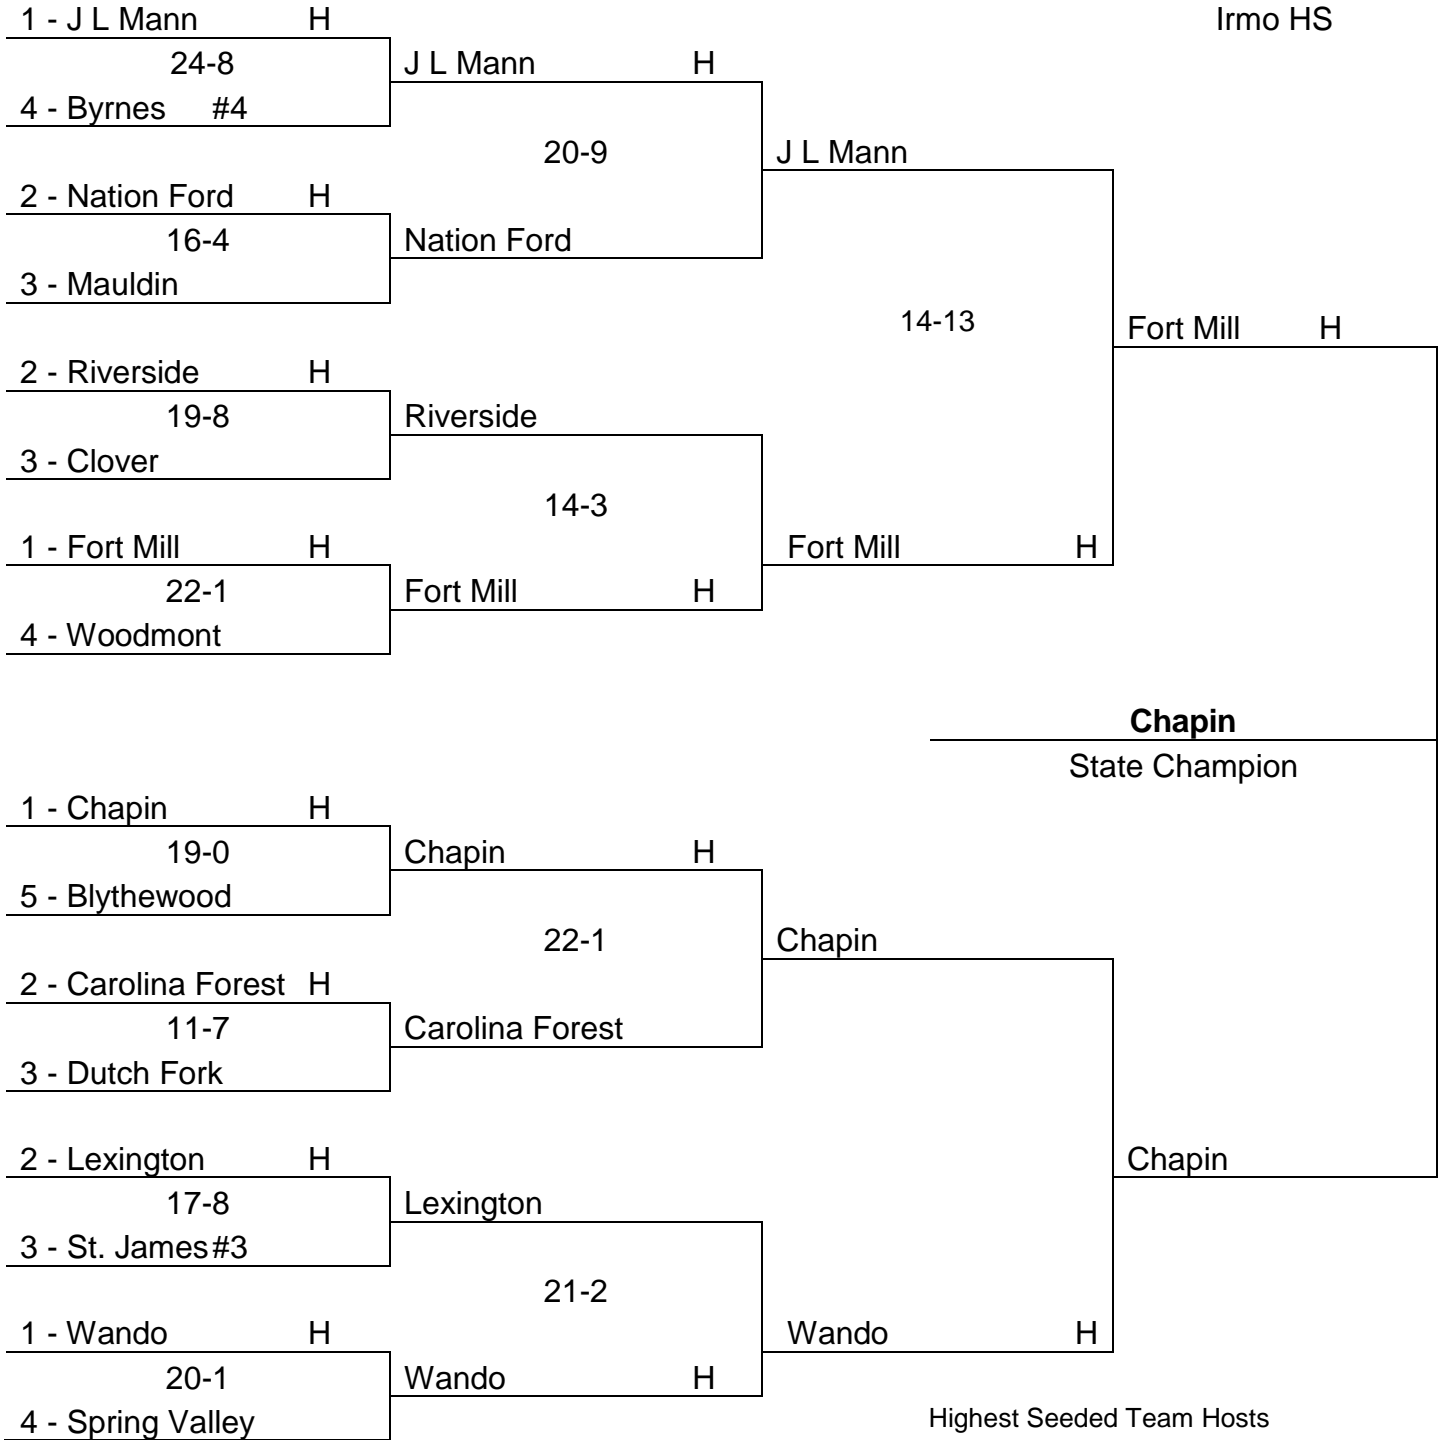 1 - J L Mann H
Irmo HS
24-8
J L Mann H
4 - Byrnes #4
20-9
J L Mann
2 - Nation Ford H
16-4
Nation Ford
3 - Mauldin
14-13
Fort Mill H
2 - Riverside H
19-8
Riverside
3 - Clover
14-3
1 - Fort Mill H
Fort Mill H
22-1
Fort Mill H
4 - Woodmont
Chapin
State Champion
1 - Chapin H
19-0
Chapin H
5 - Blythewood
22-1
Chapin
2 - Carolina Forest H
11-7
Carolina Forest
3 - Dutch Fork
2 - Lexington H
Chapin
17-8
Lexington
3 - St. James #3
21-2
1 - Wando H
Wando H
20-1
Wando H
4 - Spring Valley
Highest Seeded Team Hosts